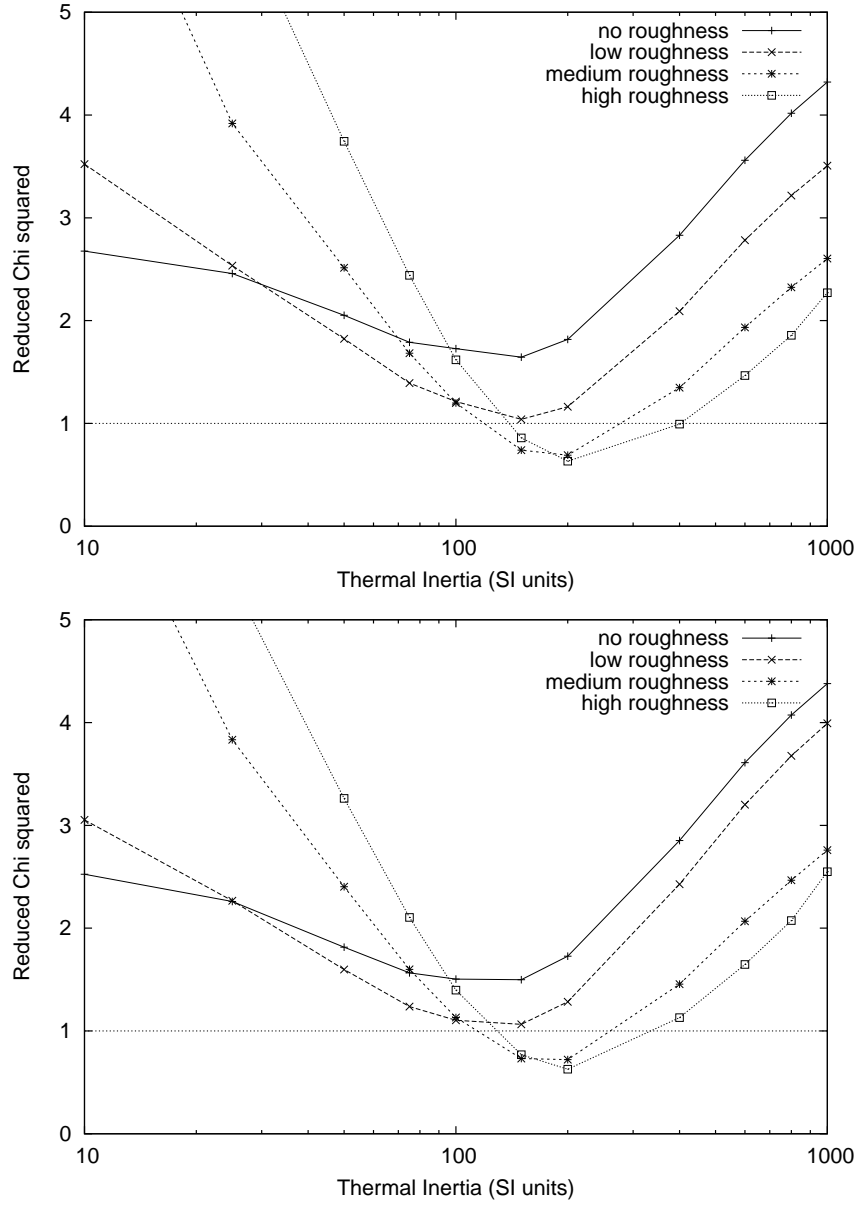 5
4
3
2
1
0
Reduced Chi squared
no roughness
low roughness
medium roughness
high roughness
10
100
1000
Thermal Inertia (SI units)
5
4
3
2
1
0
Reduced Chi squared
no roughness
low roughness
medium roughness
high roughness
10
100
1000
Thermal Inertia (SI units)